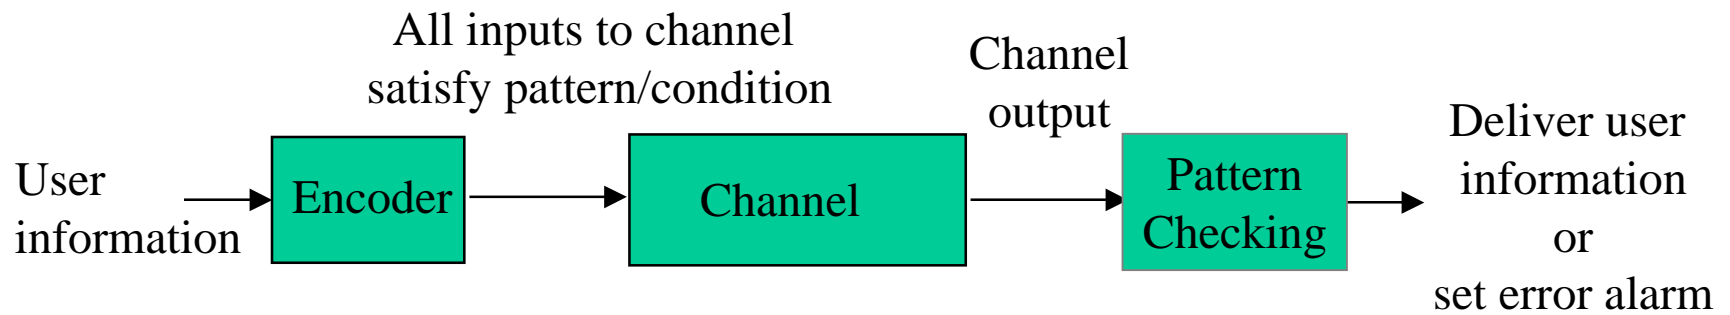 User
information
Encoder
All inputs to channel
satisfy pattern/condition
Channel
Channel
output
Pattern
Checking
Deliver user
information
or
set error alarm